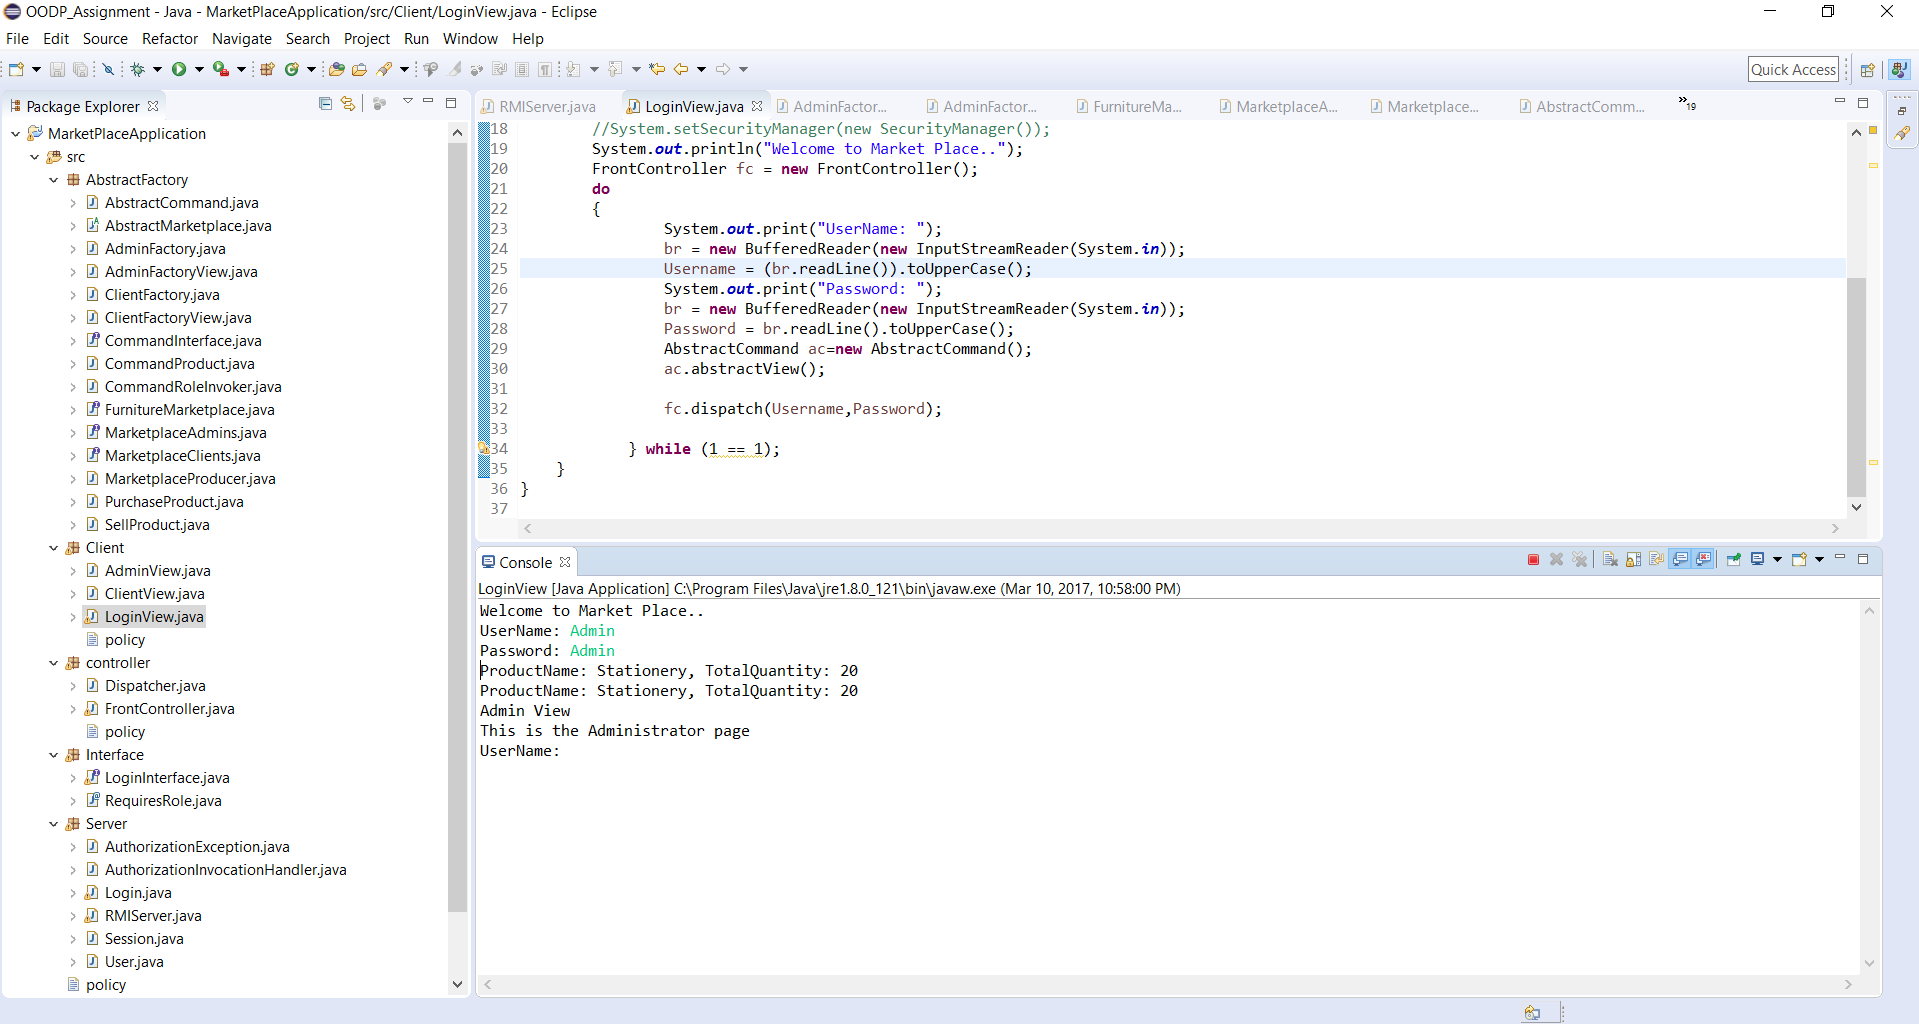 OODP_Assignment - Java - MarketPlaceApplication/src/Client/LoginView.java - Eclipse
File Edit Source Refactor Navigate Search Project Run Window Help
Quick Access
Package Explorer
MarketPlaceApplication
src
AbstractFactory
AbstractCommand.java
AbstractMarketplace.java
AdminFactory.java
AdminFactoryView.java
ClientFactory.java
ClientFactoryView.java
CommandInterface.java
CommandProduct.java
CommandRoleInvoker.java
FurnitureMarketplace.java
MarketplaceAdmins.java
MarketplaceClients.java
MarketplaceProducer.java
PurchaseProduct.java
SellProduct.java
Client
AdminView.java
ClientView.java
LoginView.java
policy
controller
Dispatcher.java
FrontController.java
policy
Interface
LoginInterface.java
RequiresRole.java
Server
AuthorizationException.java
AuthorizationInvocationHandler.java
Login.java
RMIServer.java
Session.java
User.java
policy
RMIServer.java LoginView.java AdminFactor... AdminFactor... FurnitureMa... MarketplaceA... Marketplace... AbstractComm... »19
18 //System.setSecurityManager(new SecurityManager());
19 System.out.println("Welcome to Market Place..");
20 FrontController fc = new FrontController();
21 do
22 {
23 System.out.print("UserName: ");
24 br = new BufferedReader(new InputStreamReader(System.in));
25 Username = (br.readLine()).toUpperCase();
26 System.out.print("Password: ");
27 br = new BufferedReader(new InputStreamReader(System.in));
28 Password = br.readLine().toUpperCase();
29 AbstractCommand ac=new AbstractCommand();
30 ac.abstractView();
31
32 fc.dispatch(Username,Password);
33
34 } while (1 == 1);
35 }
36 }
37
Console
LoginView [Java Application] C:\Program Files\Java\jre1.8.0_121\bin\javaw.exe (Mar 10, 2017, 10:58:00 PM)
Welcome to Market Place..
UserName: Admin
Password: Admin
ProductName: Stationery, TotalQuantity: 20
ProductName: Stationery, TotalQuantity: 20
Admin View
This is the Administrator page
UserName: